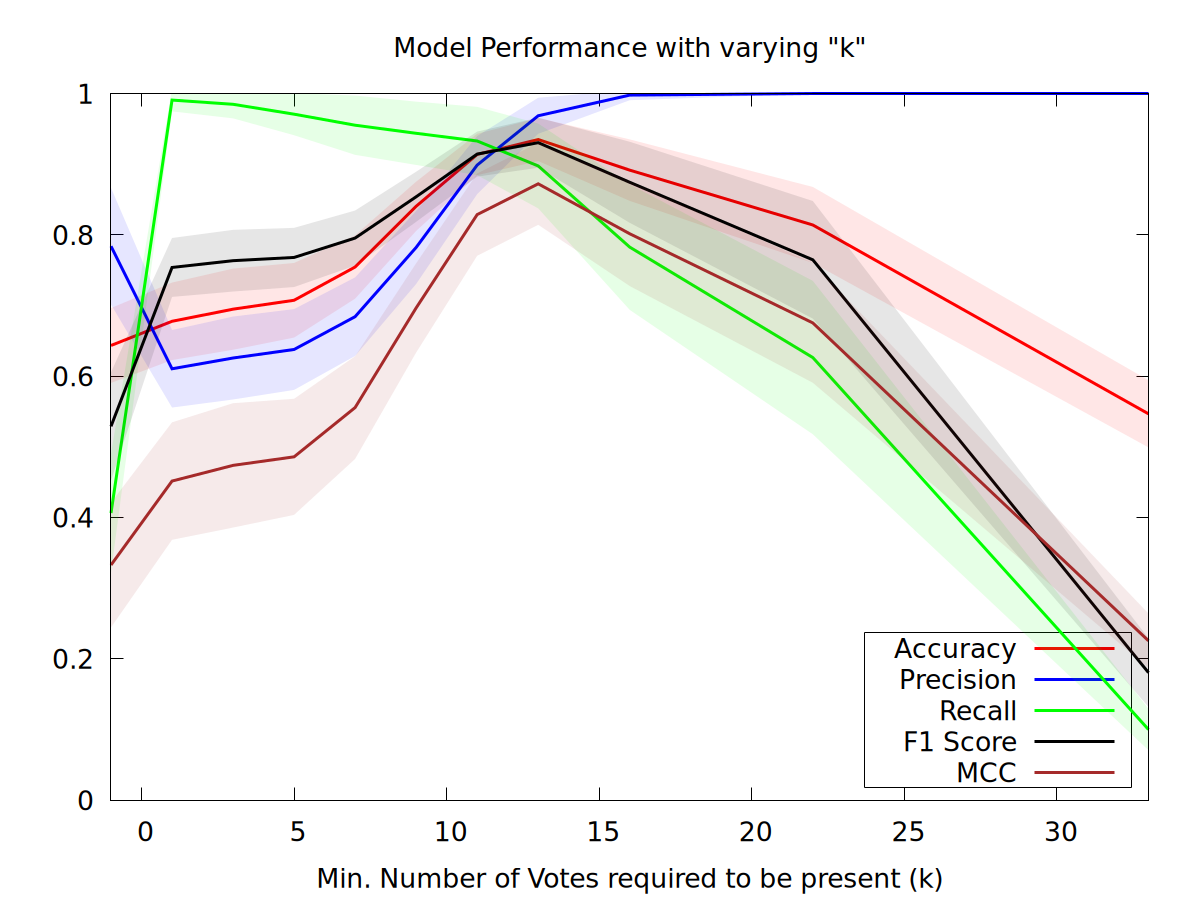 Model Performance with varying "k"
1
0.8
0.6
0.4
0.2
0
Accuracy
Precision
Recall
F1 Score
MCC
0 5 10 15 20 25 30
Min. Number of Votes required to be present (k)